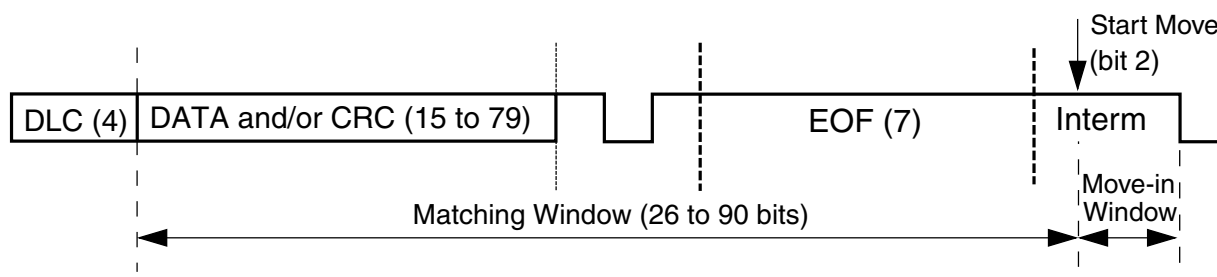 Start Move
(bit 2)
DLC (4)
DATA and/or CRC (15 to 79)
EOF (7)
Interm
Move-in
Window
Matching Window (26 to 90 bits)